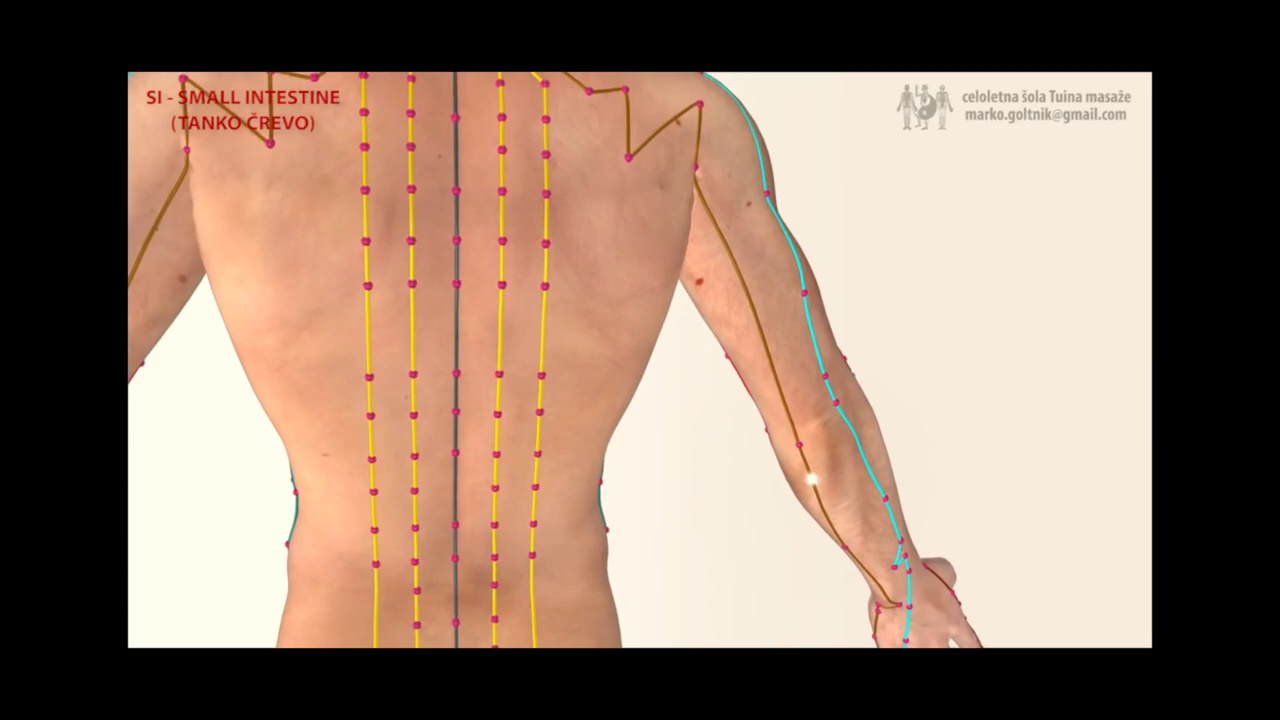 SI - SMALL INTESTINE
(TANKO ČREVO)
celoletna šola Tuina masaže
marko.goltnik@gmail.com